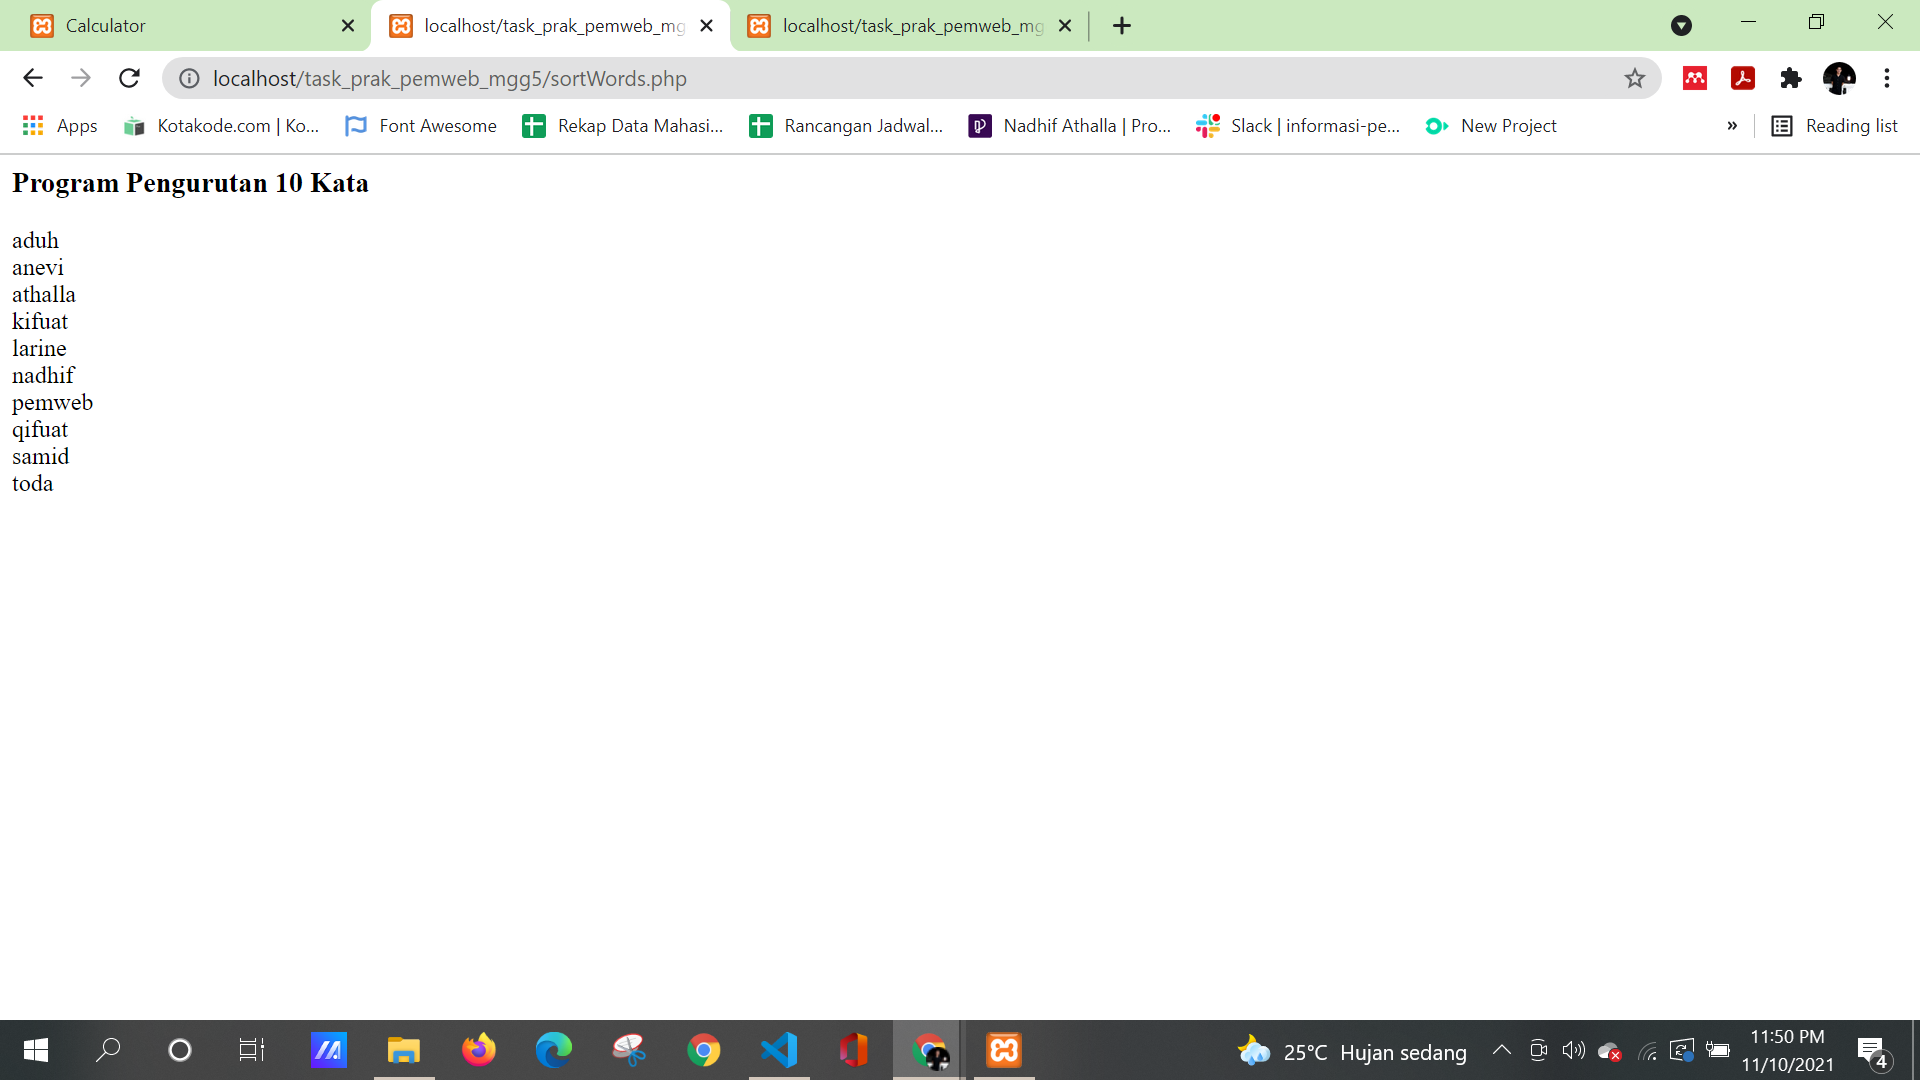 Calculator
localhost/task_prak_pemweb_mg
localhost/task_prak_pemweb_mg
localhost/task_prak_pemweb_mgg5/sortWords.php
Apps Kotakode.com | Ko... Font Awesome Rekap Data Mahasi... Rancangan Jadwal... Nadhif Athalla | Pro... Slack | informasi-pe... New Project » Reading list
Program Pengurutan 10 Kata
aduh
anevi
athalla
kifuat
larine
nadhif
pemweb
qifuat
samid
toda
25°C Hujan sedang
11:50 PM
11/10/2021
4